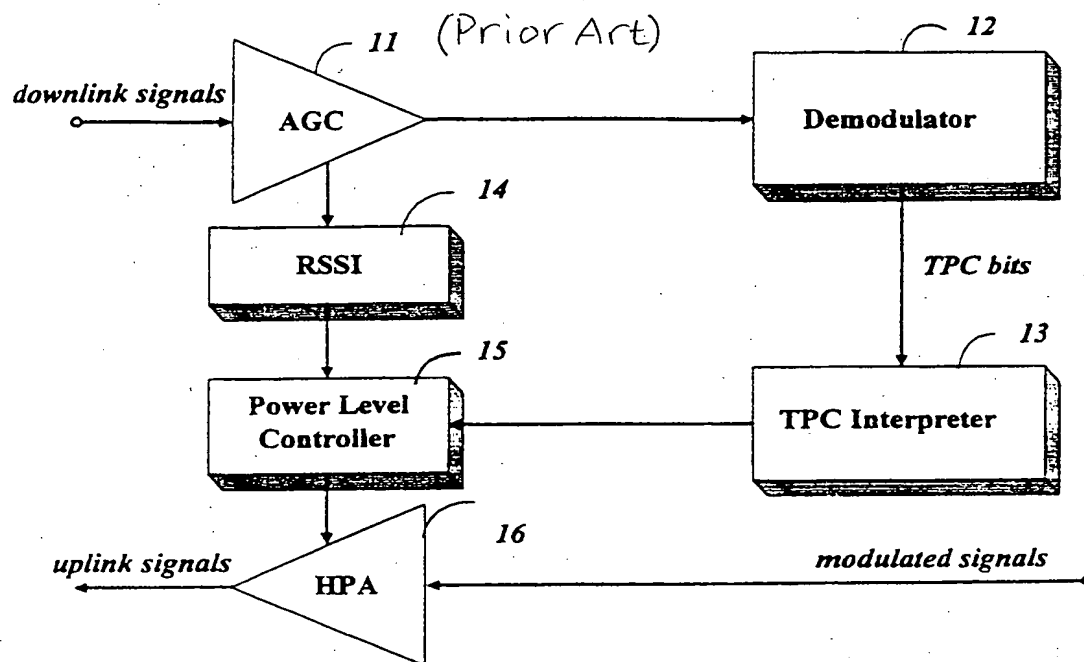 11
(Prior Art)
12
downlink signals
AGC
Demodulator
14
RSSI
TPC bits
15
13
Power Level
Controller
TPC Interpreter
16
uplink signals
HPA
modulated signals